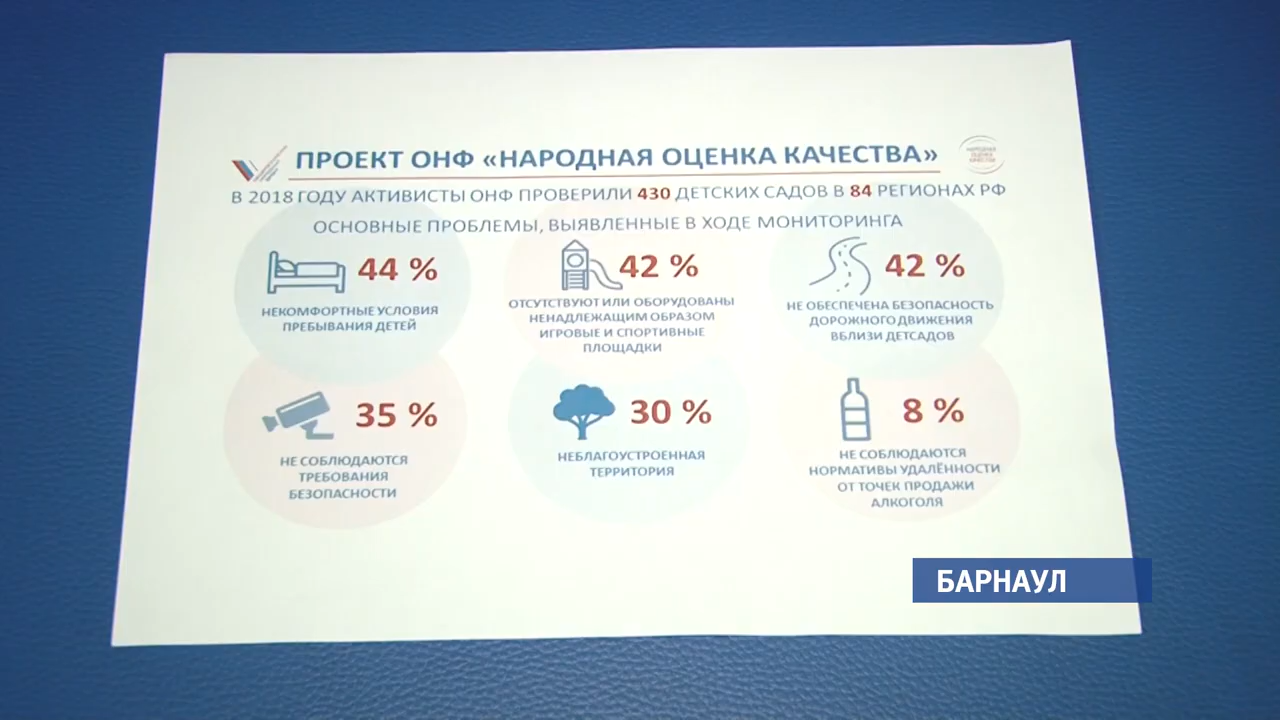 ПРОЕКТ ОНФ «НАРОДНАЯ ОЦЕНКА КАЧЕСТВА»
НАРОДНАЯ
ОЦЕНКА
КАЧЕСТВА
В 2018 ГОДУ АКТИВИСТЫ ОНФ ПРОВЕРИЛИ 430 ДЕТСКИХ САДОВ В 84 РЕГИОНАХ РФ
ОСНОВНЫЕ ПРОБЛЕМЫ, ВЫЯВЛЕННЫЕ В ХОДЕ МОНИТОРИНГА
44 %
НЕКОМФОРТНЫЕ УСЛОВИЯ
ПРЕБЫВАНИЯ ДЕТЕЙ
42 %
ОТСУТСТВУЮТ ИЛИ ОБОРУДОВАНЫ
НЕНАДЛЕЖАЩИМ ОБРАЗОМ
ИГРОВЫЕ И СПОРТИВНЫЕ
ПЛОЩАДКИ
42 %
НЕ ОБЕСПЕЧЕНА БЕЗОПАСНОСТЬ
ДОРОЖНОГО ДВИЖЕНИЯ
ВБЛИЗИ ДЕТСАДОВ
35 %
НЕ СОБЛЮДАЮТСЯ
ТРЕБОВАНИЯ
БЕЗОПАСНОСТИ
30 %
НЕБЛАГОУСТРОЕННАЯ
ТЕРРИТОРИЯ
8 %
НЕ СОБЛЮДАЮТСЯ
НОРМАТИВЫ УДАЛЁННОСТИ
ОТ ТОЧЕК ПРОДАЖИ
АЛКОГОЛЯ
БАРНАУЛ